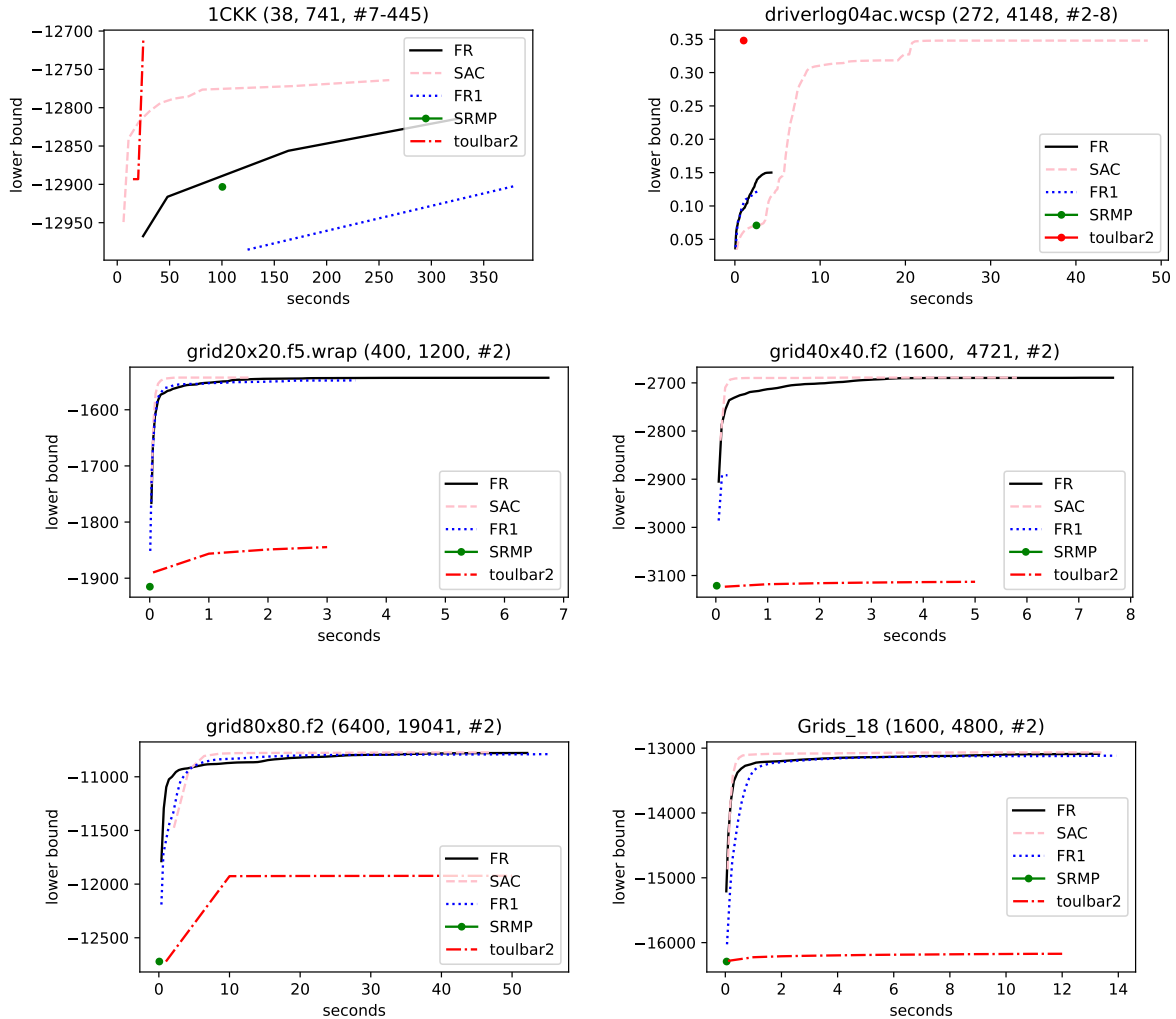 1CKK (38, 741, #7-445)
lower bound
−12700
−12750
−12800
−12850
−12900
−12950
0 50 100 150 200 250 300 350
seconds
FR
SAC
FR1
SRMP
toulbar2
driverlog04ac.wcsp (272, 4148, #2-8)
lower bound
0.35
0.30
0.25
0.20
0.15
0.10
0.05
0 10 20 30 40 50
seconds
FR
SAC
FR1
SRMP
toulbar2
grid20x20.f5.wrap (400, 1200, #2)
lower bound
−1600
−1700
−1800
−1900
0 1 2 3 4 5 6 7
seconds
FR
SAC
FR1
SRMP
toulbar2
grid40x40.f2 (1600,  4721, #2)
lower bound
−2700
−2800
−2900
−3000
−3100
0 1 2 3 4 5 6 7 8
seconds
FR
SAC
FR1
SRMP
toulbar2
grid80x80.f2 (6400, 19041, #2)
lower bound
−11000
−11500
−12000
−12500
0 10 20 30 40 50
seconds
FR
SAC
FR1
SRMP
toulbar2
Grids_18 (1600, 4800, #2)
lower bound
−13000
−14000
−15000
−16000
0 2 4 6 8 10 12 14
seconds
FR
SAC
FR1
SRMP
toulbar2